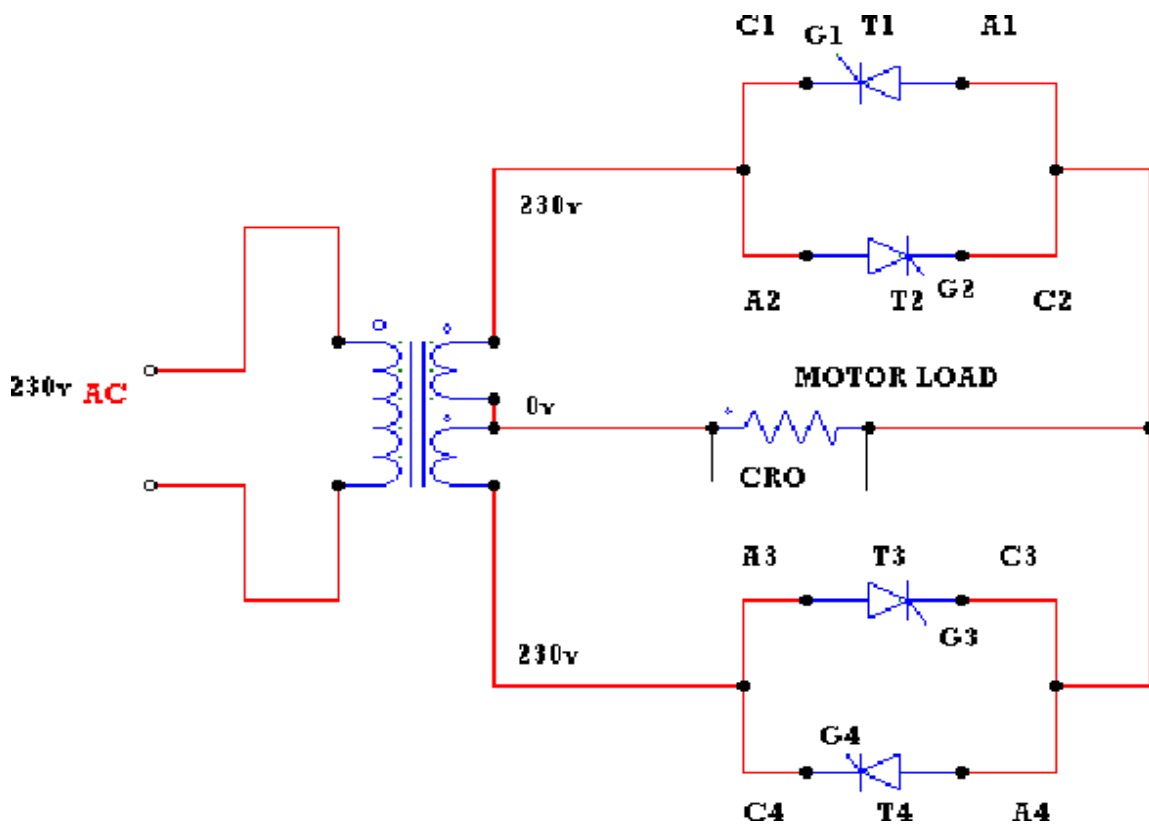 C1 T1 A1
G1
230v
A2 T2 G2 C2
MOTOR LOAD
230v AC
0v
CRO
A3 T3 C3
G3
230v
G4
C4 T4 A4